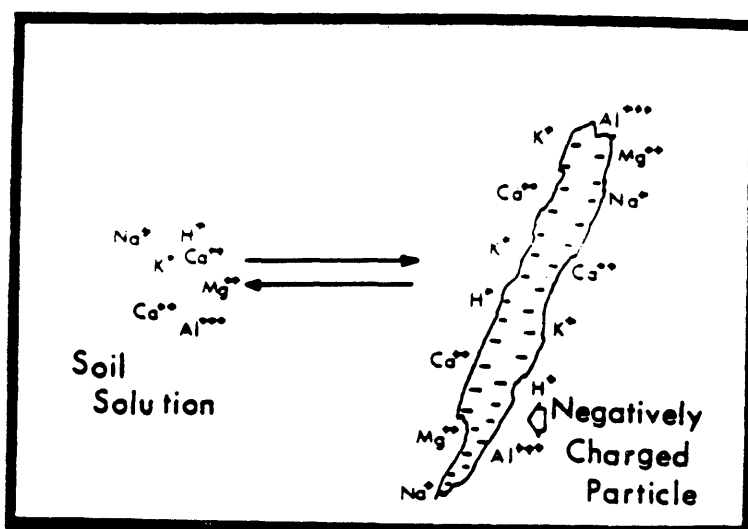 Al+++
K+
Mg++
Ca++
Na+
Na+ H+
K+ Ca++
K+
Ca++
Mg++
H+
Ca++
Al+++
K+
Soil
Solution
Ca++
H+
Negatively
Charged
Particle
Mg++
Al+++
Na+